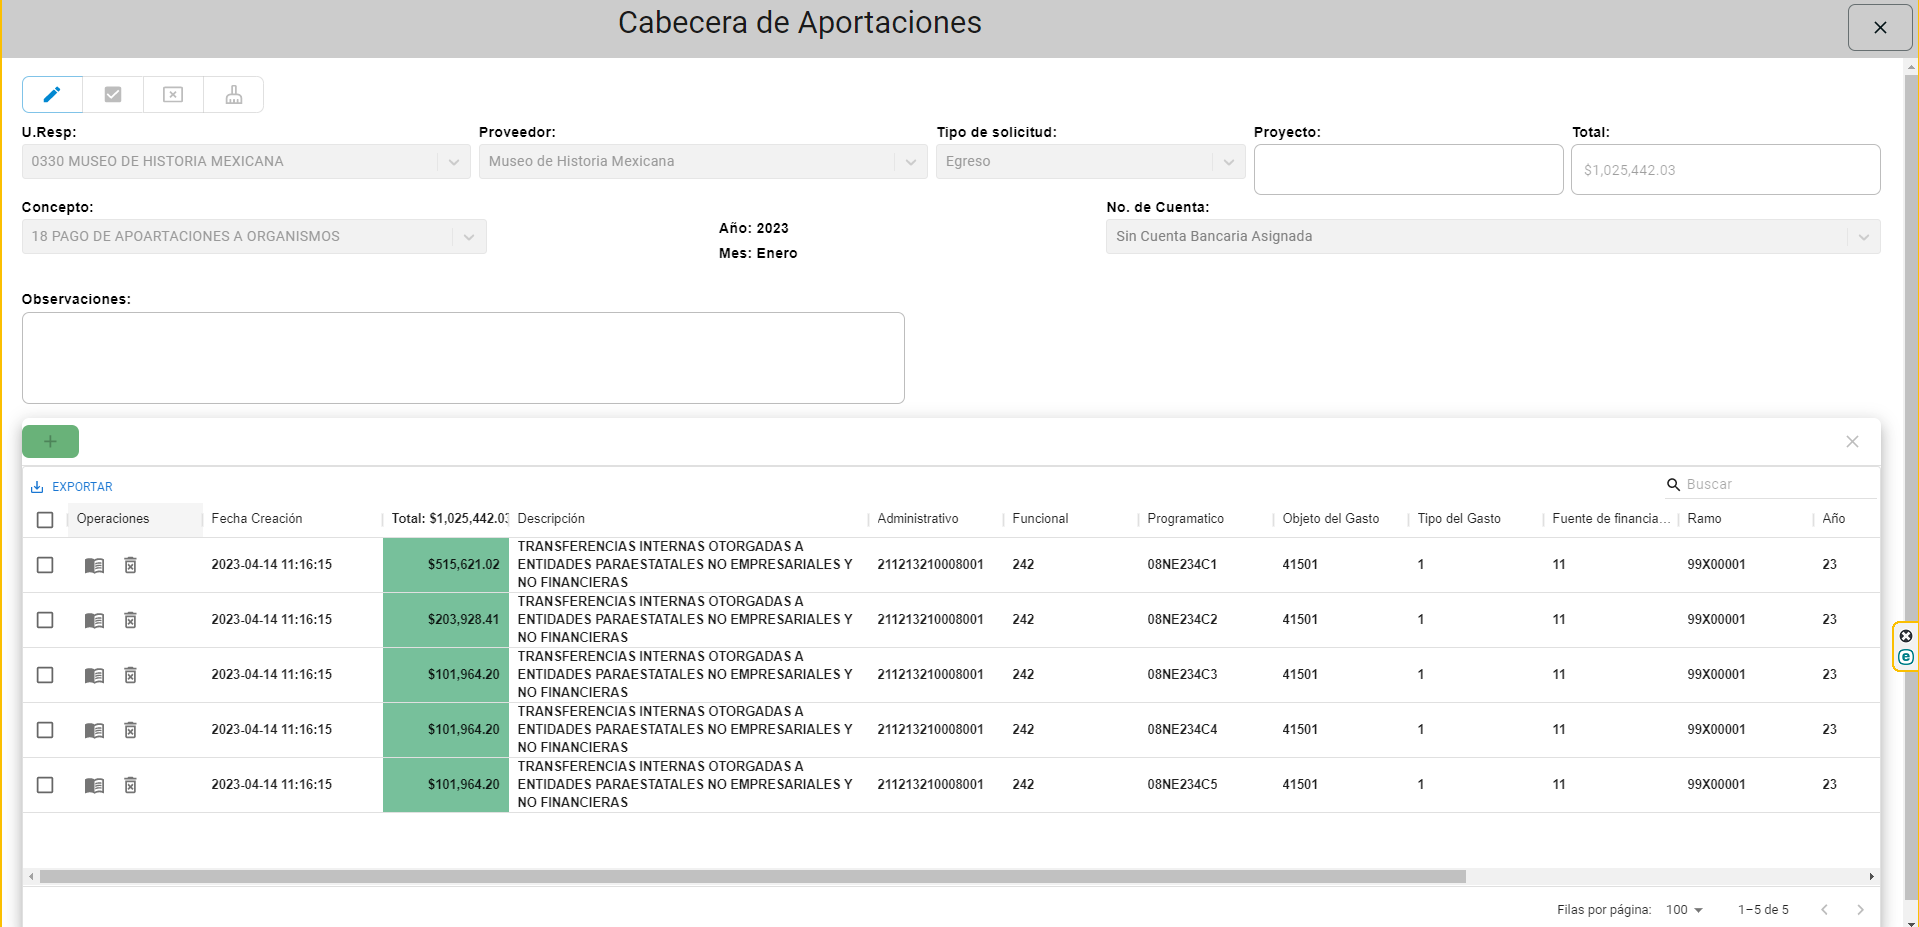 Cabecera de Aportaciones
U.Resp:
Proveedor:
Tipo de solicitud:
Proyecto:
Total:
0330 MUSEO DE HISTORIA MEXICANA
Museo de Historia Mexicana
Egreso
$1,025,442.03
Concepto:
No. de Cuenta:
18 PAGO DE APOARTACIONES A ORGANISMOS
Año: 2023
Mes: Enero
Sin Cuenta Bancaria Asignada
Observaciones:
EXPORTAR
Buscar
Operaciones Fecha Creación Total: $1,025,442.03 Descripción Administrativo Funcional Programatico Objeto del Gasto Tipo del Gasto Fuente de financia... Ramo Año
TRANSFERENCIAS INTERNAS OTORGADAS A
2023-04-14 11:16:15 $515,621.02 ENTIDADES PARAESTATALES NO EMPRESARIALES Y 211213210008001 242 08NE234C1 41501 1 11 99X00001 23
NO FINANCIERAS
TRANSFERENCIAS INTERNAS OTORGADAS A
2023-04-14 11:16:15 $203,928.41 ENTIDADES PARAESTATALES NO EMPRESARIALES Y 211213210008001 242 08NE234C2 41501 1 11 99X00001 23
NO FINANCIERAS
TRANSFERENCIAS INTERNAS OTORGADAS A
2023-04-14 11:16:15 $101,964.20 ENTIDADES PARAESTATALES NO EMPRESARIALES Y 211213210008001 242 08NE234C3 41501 1 11 99X00001 23
NO FINANCIERAS
TRANSFERENCIAS INTERNAS OTORGADAS A
2023-04-14 11:16:15 $101,964.20 ENTIDADES PARAESTATALES NO EMPRESARIALES Y 211213210008001 242 08NE234C4 41501 1 11 99X00001 23
NO FINANCIERAS
TRANSFERENCIAS INTERNAS OTORGADAS A
2023-04-14 11:16:15 $101,964.20 ENTIDADES PARAESTATALES NO EMPRESARIALES Y 211213210008001 242 08NE234C5 41501 1 11 99X00001 23
NO FINANCIERAS
Filas por página: 100 1–5 de 5